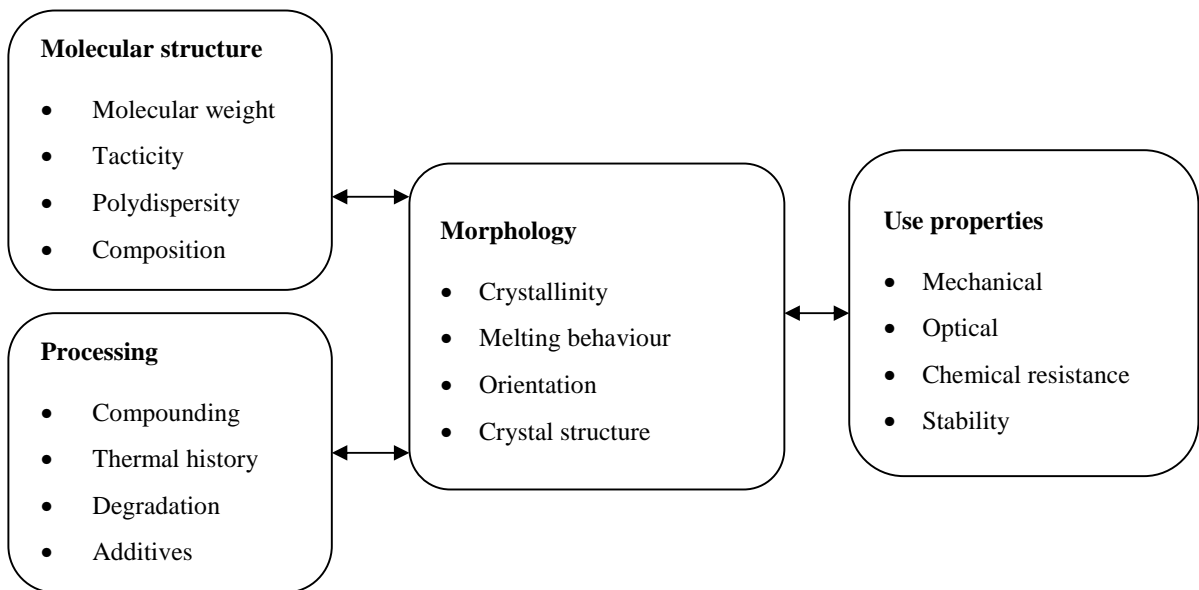 Molecular structure
• Molecular weight
• Tacticity
• Polydispersity
• Composition
Processing
• Compounding
• Thermal history
• Degradation
• Additives
Morphology
• Crystallinity
• Melting behaviour
• Orientation
• Crystal structure
Use properties
• Mechanical
• Optical
• Chemical resistance
• Stability